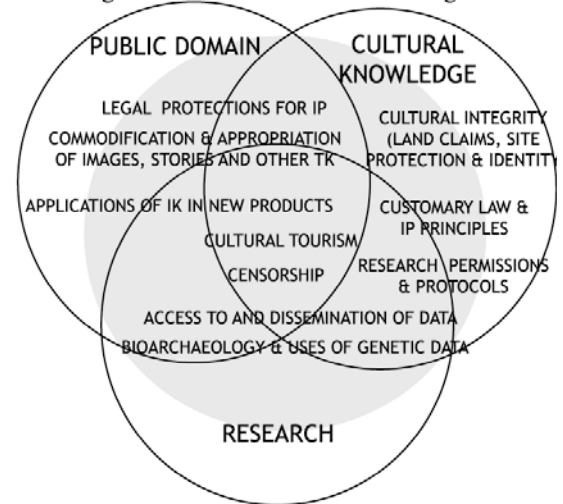 PUBLIC DOMAIN
CULTURAL
KNOWLEDGE
LEGAL PROTECTIONS FOR IP
COMMODIFICATION & APPROPRIATION
OF IMAGES, STORIES AND OTHER TK
CULTURAL INTEGRITY
(LAND CLAIMS, SITE
PROTECTION & IDENTITY
APPLICATIONS OF IK IN NEW PRODUCTS
CUSTOMARY LAW &
IP PRINCIPLES
CULTURAL TOURISM
CENSORSHIP
RESEARCH PERMISSIONS
& PROTOCOLS
ACCESS TO AND DISSEMINATION OF DATA
BIOARCHAEOLOGY & USES OF GENETIC DATA
RESEARCH